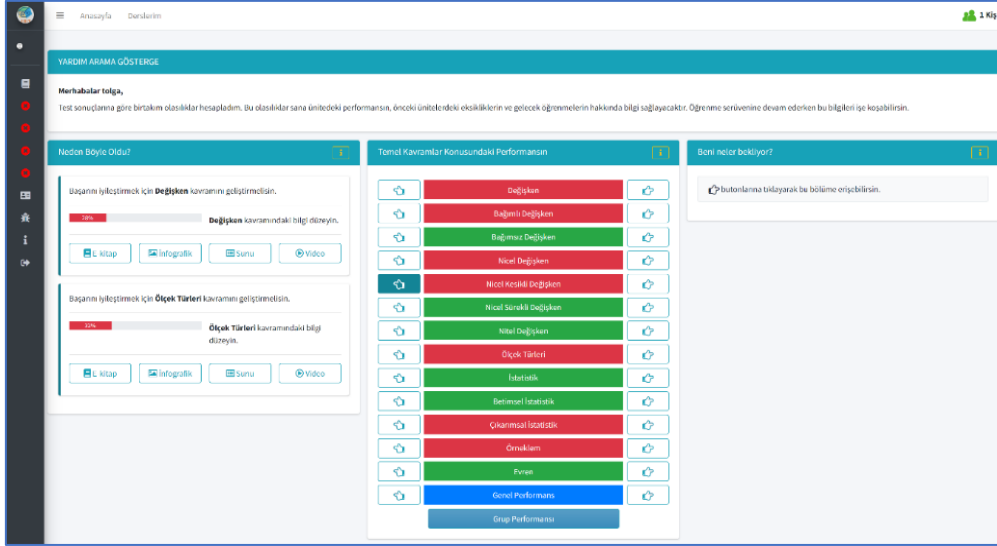 Anasayfa Derslerim
1 Kiş
YARDIM ARAMA GÖSTERGE
Merhabalar tolga,
Test sonuçlarına göre birtakım olasılıklar hesapladım. Bu olasılıklar sana ünitedeki performansın, önceki ünitelerdeki eksikliklerin ve gelecek öğrenmelerin hakkında bilgi sağlayacaktır. Öğrenme serüvenine devam ederken bu bilgileri işe koşabilirsin.
Neden Böyle Oldu?
Başarını iyileştirmek için Değişken kavramını geliştirmelisin.
Değişken kavramındaki bilgi düzeyin.
E. kitap İnfografik Sunu Video
Başarını iyileştirmek için Ölçek Türleri kavramını geliştirmelisin.
Ölçek Türleri kavramındaki bilgi
düzeyin.
E. kitap İnfografik Sunu Video
Temel Kavramlar Konusundaki Performansın
Değişken
Bağımlı Değişken
Bağımsız Değişken
Nicel Değişken
Nicel Kesikli Değişken
Nicel Sürekli Değişken
Nitel Değişken
Ölçek Türleri
İstatistik
Betimsel İstatistik
Çıkarımsal İstatistik
Örneklem
Evren
Genel Performans
Grup Performansı
Beni neler bekliyor?
butonlarına tıklayarak bu bölüme erişebilirsin.